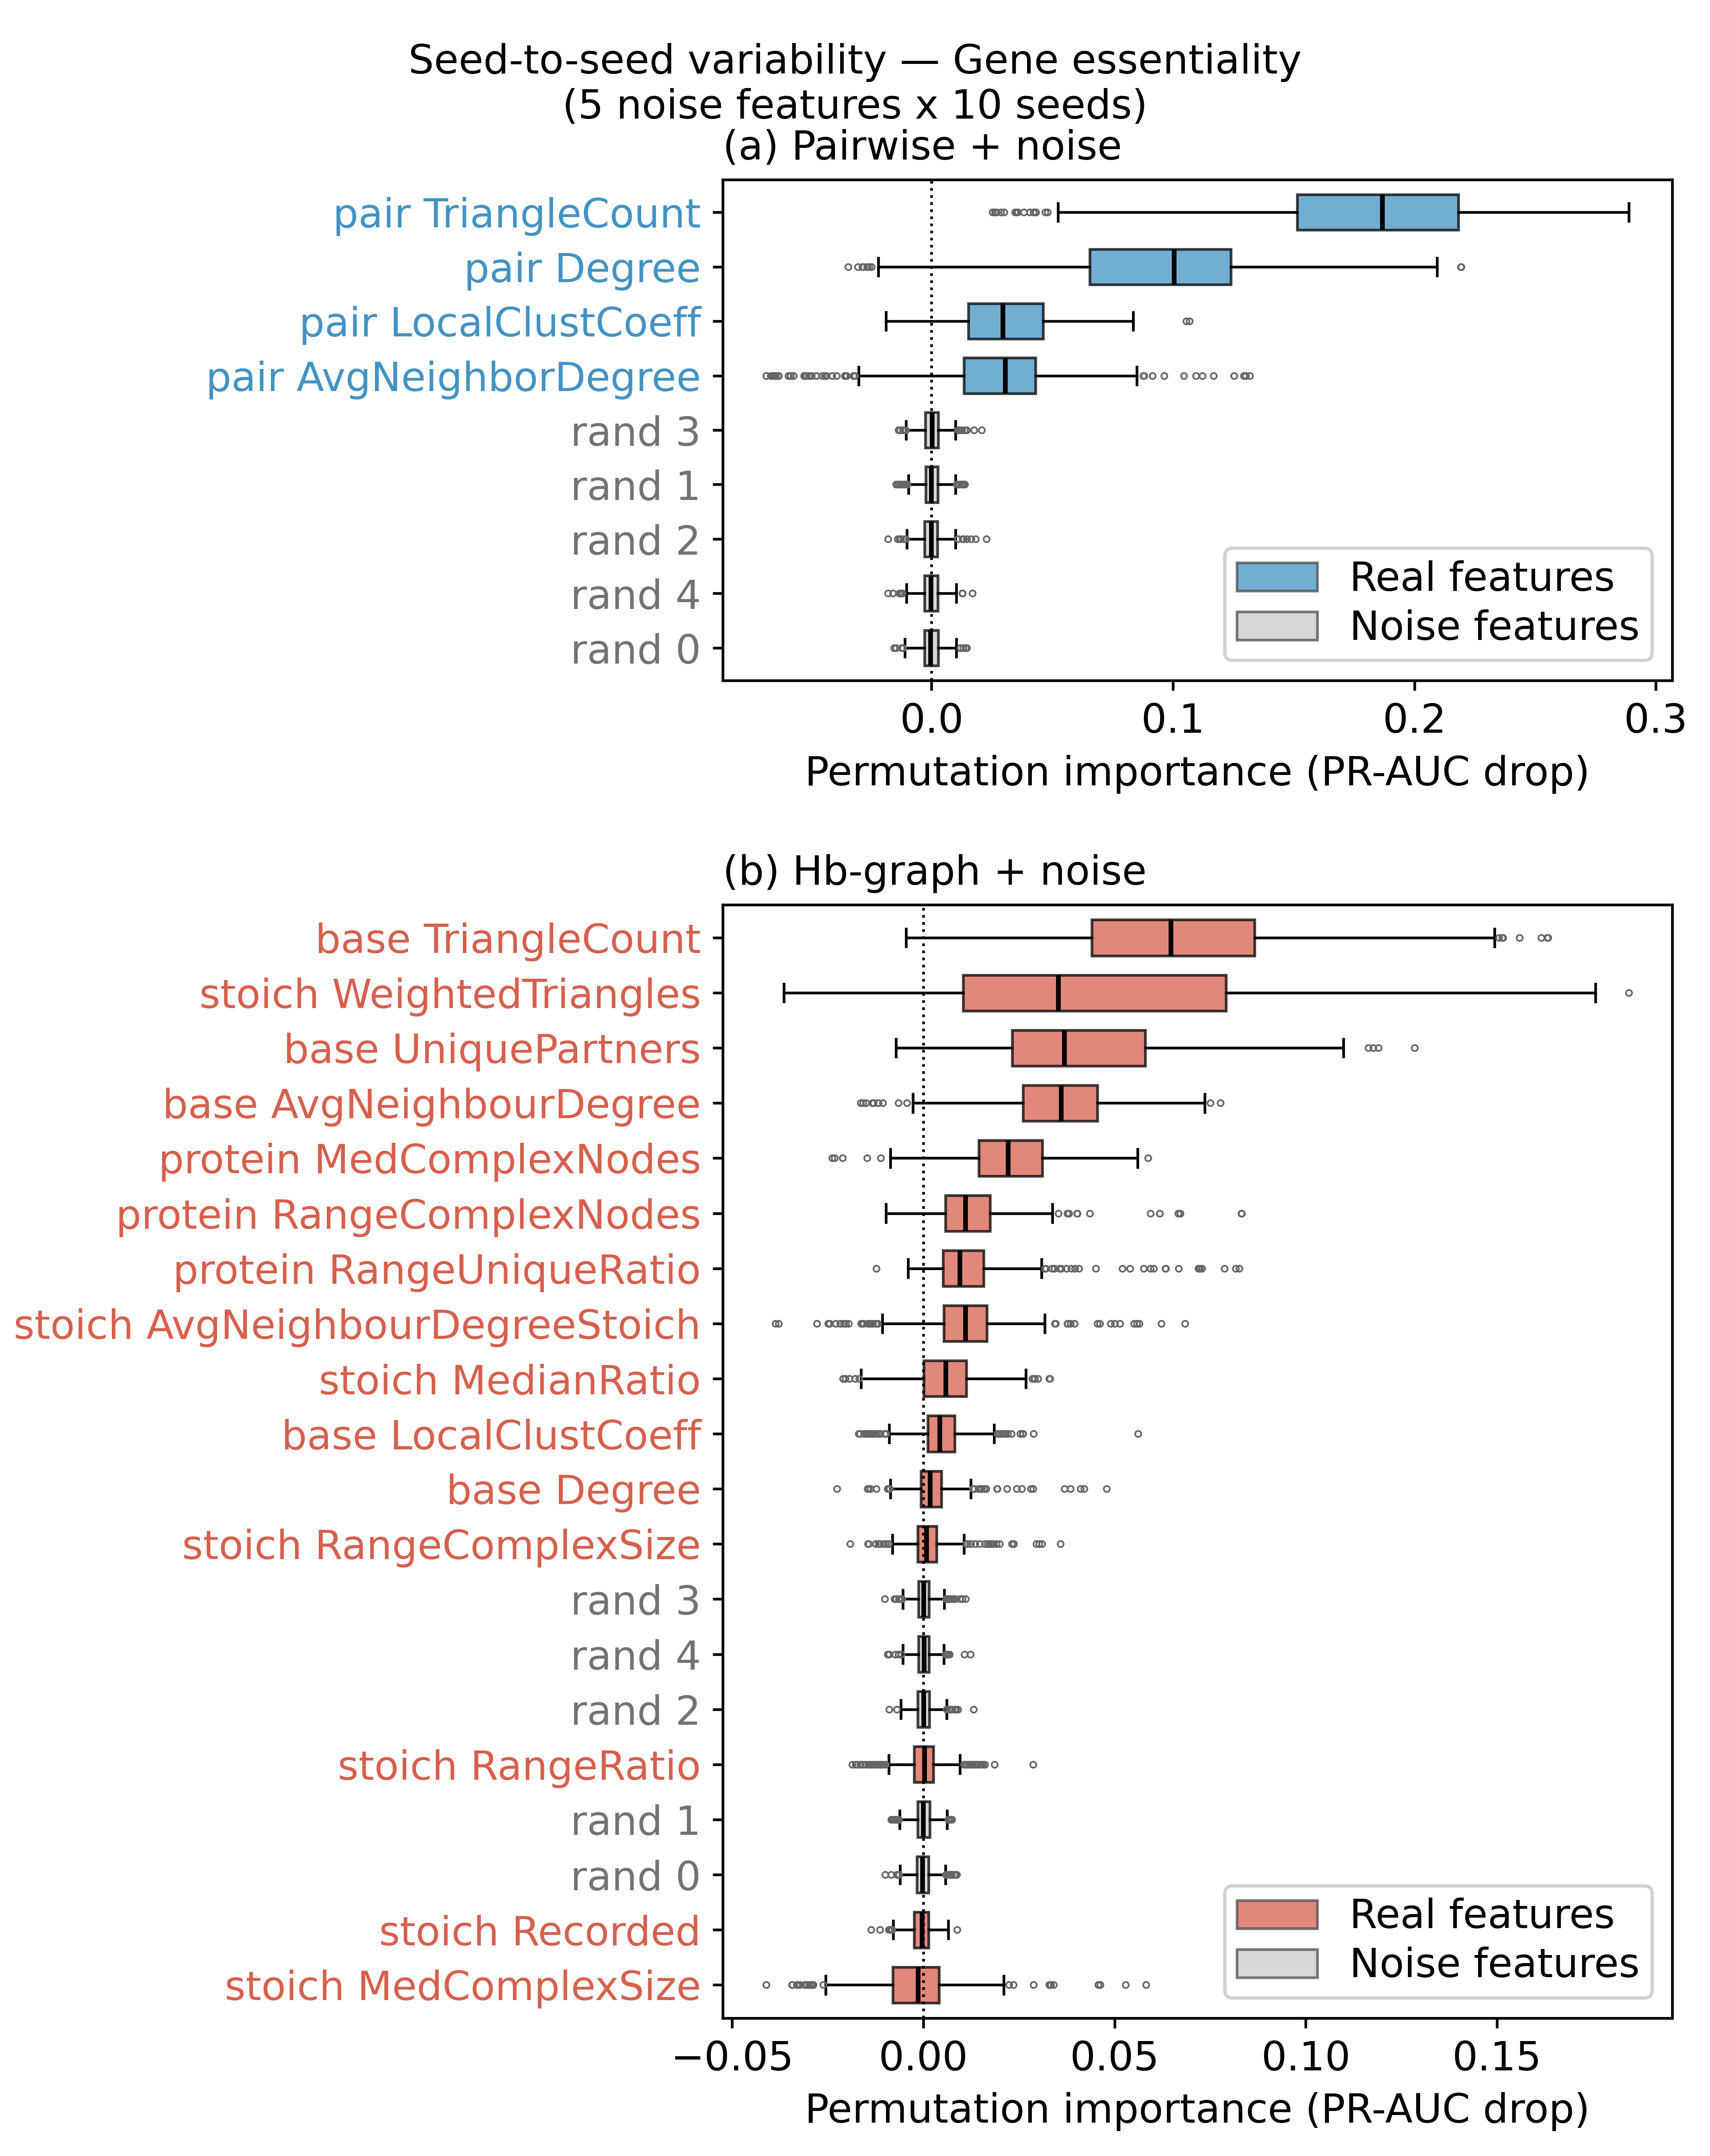 Seed-to-seed variability — Gene essentiality
(5 noise features x 10 seeds)
(a) Pairwise + noise
pair TriangleCount
pair Degree
pair LocalClustCoeff
pair AvgNeighborDegree
rand 3
rand 1
rand 2
rand 4
rand 0
Real features
Noise features
0.0 0.1 0.2 0.3
Permutation importance (PR-AUC drop)
(b) Hb-graph + noise
base TriangleCount
stoich WeightedTriangles
base UniquePartners
base AvgNeighbourDegree
protein MedComplexNodes
protein RangeComplexNodes
protein RangeUniqueRatio
stoich AvgNeighbourDegreeStoich
stoich MedianRatio
base LocalClustCoeff
base Degree
stoich RangeComplexSize
rand 3
rand 4
rand 2
stoich RangeRatio
rand 1
rand 0
stoich Recorded
stoich MedComplexSize
Real features
Noise features
−0.05 0.00 0.05 0.10 0.15
Permutation importance (PR-AUC drop)